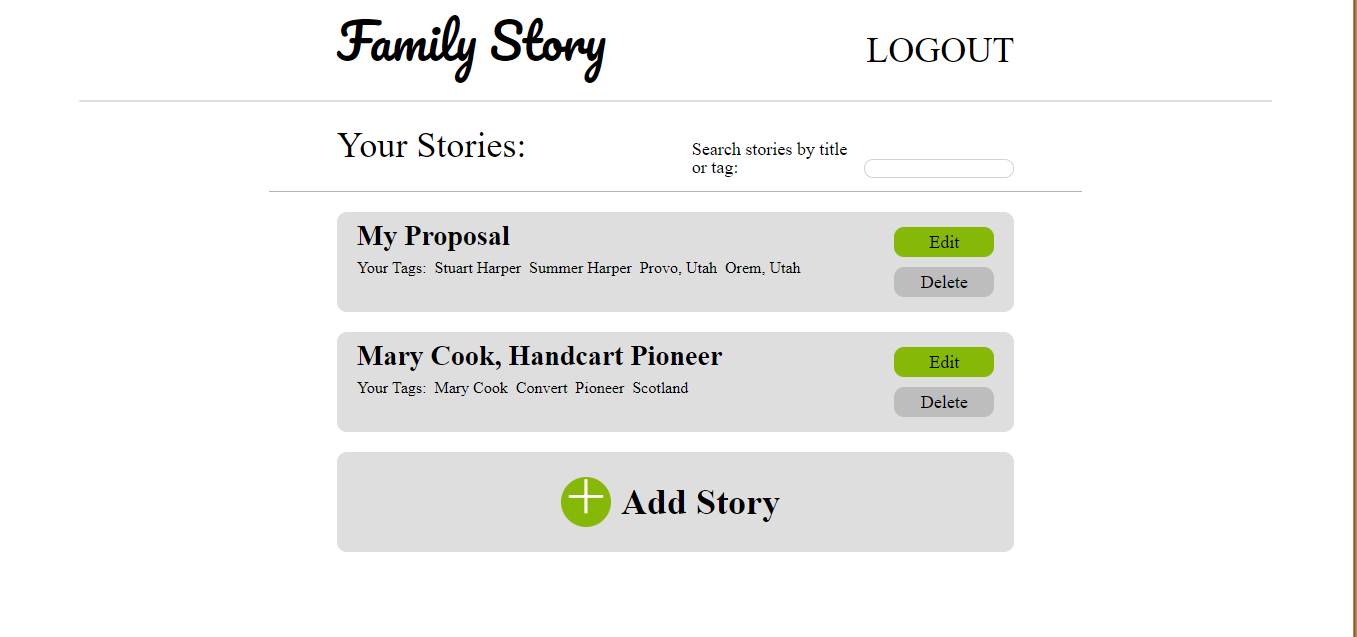 Family Story
LOGOUT
Your Stories:
Search stories by title
or tag:
My Proposal
Edit
Your Tags: Stuart Harper Summer Harper Provo, Utah Orem, Utah
Delete
Mary Cook, Handcart Pioneer
Edit
Your Tags: Mary Cook Convert Pioneer Scotland
Delete
Add Story